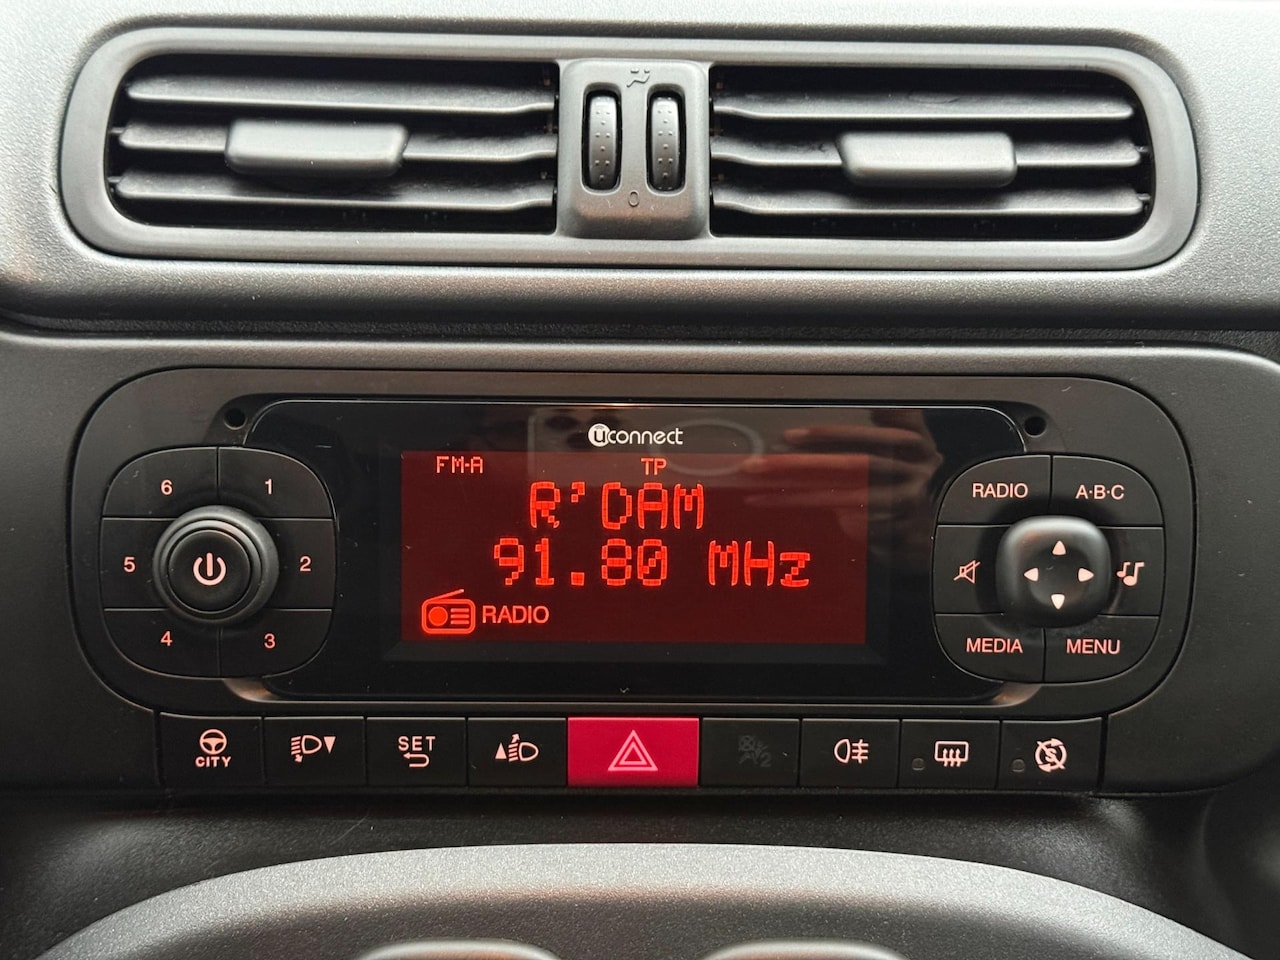 0
uconnect
FM-A TP
R'DAM
91.80 MHz
RADIO
6 1
5 2
4 3
RADIO A·B·C
MEDIA MENU
CITY
SET